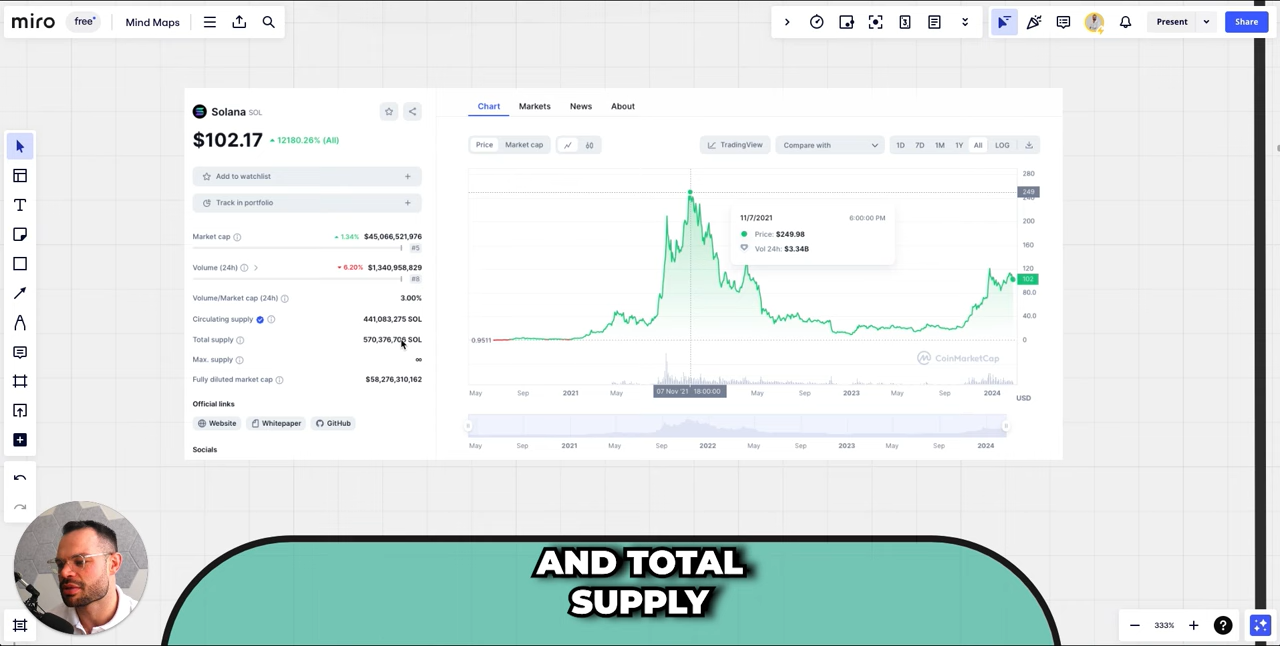 miro
free
Mind Maps
3
Present
Share
Solana SOL
$102.17
12180.26% (All)
Add to watchlist
Track in portfolio
Market cap
1.34%
$45,066,521,976
#5
Volume (24h)
6.20%
$1,340,958,829
#8
Volume/Market cap (24h)
3.00%
Circulating supply
441,083,275 SOL
Total supply
570,376,706 SOL
Max. supply
∞
Fully diluted market cap
$58,276,310,162
Official links
Website
Whitepaper
GitHub
Socials
Chart
Markets
News
About
Price
Market cap
TradingView
Compare with
1D
7D
1M
1Y
All
LOG
280
249
240
200
160
120
102
80.0
40.0
0
0.9511
11/7/2021
6:00:00 PM
Price: $249.98
Vol 24h: $3.34B
CoinMarketCap
May
Sep
2021
May
07 Nov '21 18:00:00
May
Sep
2023
May
Sep
2024
USD
May
Sep
2021
May
Sep
2022
May
Sep
2023
May
Sep
2024
AND TOTAL
SUPPLY
333%
?